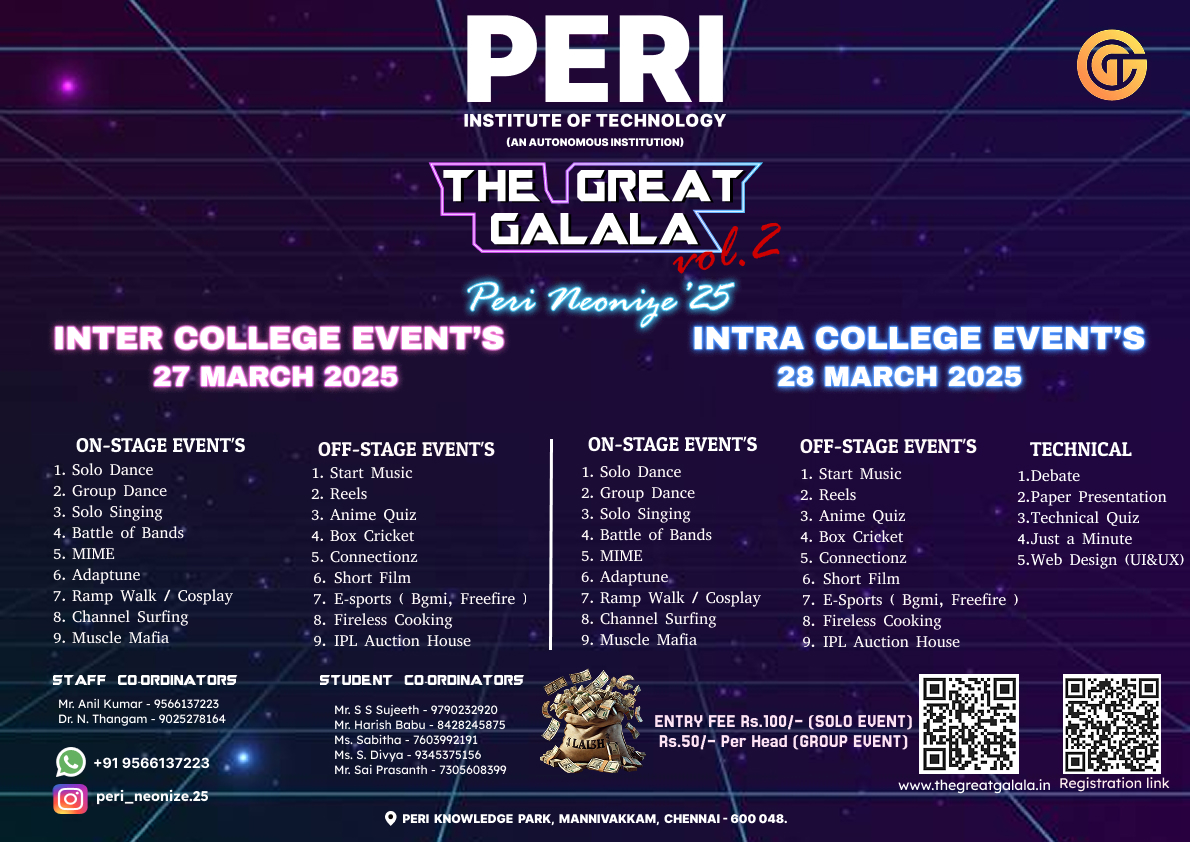 PERI
INSTITUTE OF TECHNOLOGY
(AN AUTONOMOUS INSTITUTION)
THE GREAT
GALALA
vol.2
Peri Neonize '25
INTER COLLEGE EVENT'S
27 MARCH 2025
ON-STAGE EVENT'S
1. Solo Dance
2. Group Dance
3. Solo Singing
4. Battle of Bands
5. MIME
6. Adaptune
7. Ramp Walk / Cosplay
8. Channel Surfing
9. Muscle Mafia
OFF-STAGE EVENT'S
1. Start Music
2. Reels
3. Anime Quiz
4. Box Cricket
5. Connectionz
6. Short Film
7. E-sports ( Bgmi, Freefire )
8. Fireless Cooking
9. IPL Auction House
INTRA COLLEGE EVENT'S
28 MARCH 2025
ON-STAGE EVENT'S
1. Solo Dance
2. Group Dance
3. Solo Singing
4. Battle of Bands
5. MIME
6. Adaptune
7. Ramp Walk / Cosplay
8. Channel Surfing
9. Muscle Mafia
OFF-STAGE EVENT'S
1. Start Music
2. Reels
3. Anime Quiz
4. Box Cricket
5. Connectionz
6. Short Film
7. E-Sports ( Bgmi, Freefire )
8. Fireless Cooking
9. IPL Auction House
TECHNICAL
1.Debate
2.Paper Presentation
3.Technical Quiz
4.Just a Minute
5.Web Design (UI&UX)
STAFF CO-ORDINATORS
Mr. Anil Kumar - 9566137223
Dr. N. Thangam - 9025278164
+91 9566137223
peri_neonize.25
STUDENT CO-ORDINATORS
Mr. S S Sujeeth - 9790232920
Mr. Harish Babu - 8428245875
Ms. Sabitha - 7603992191
Ms. S. Divya - 9345375156
Mr. Sai Prasanth - 7305608399
ENTRY FEE Rs.100/- (SOLO EVENT)
Rs.50/- Per Head (GROUP EVENT)
www.thegreatgalala.in
Registration link
PERI KNOWLEDGE PARK, MANNIVAKKAM, CHENNAI - 600 048.